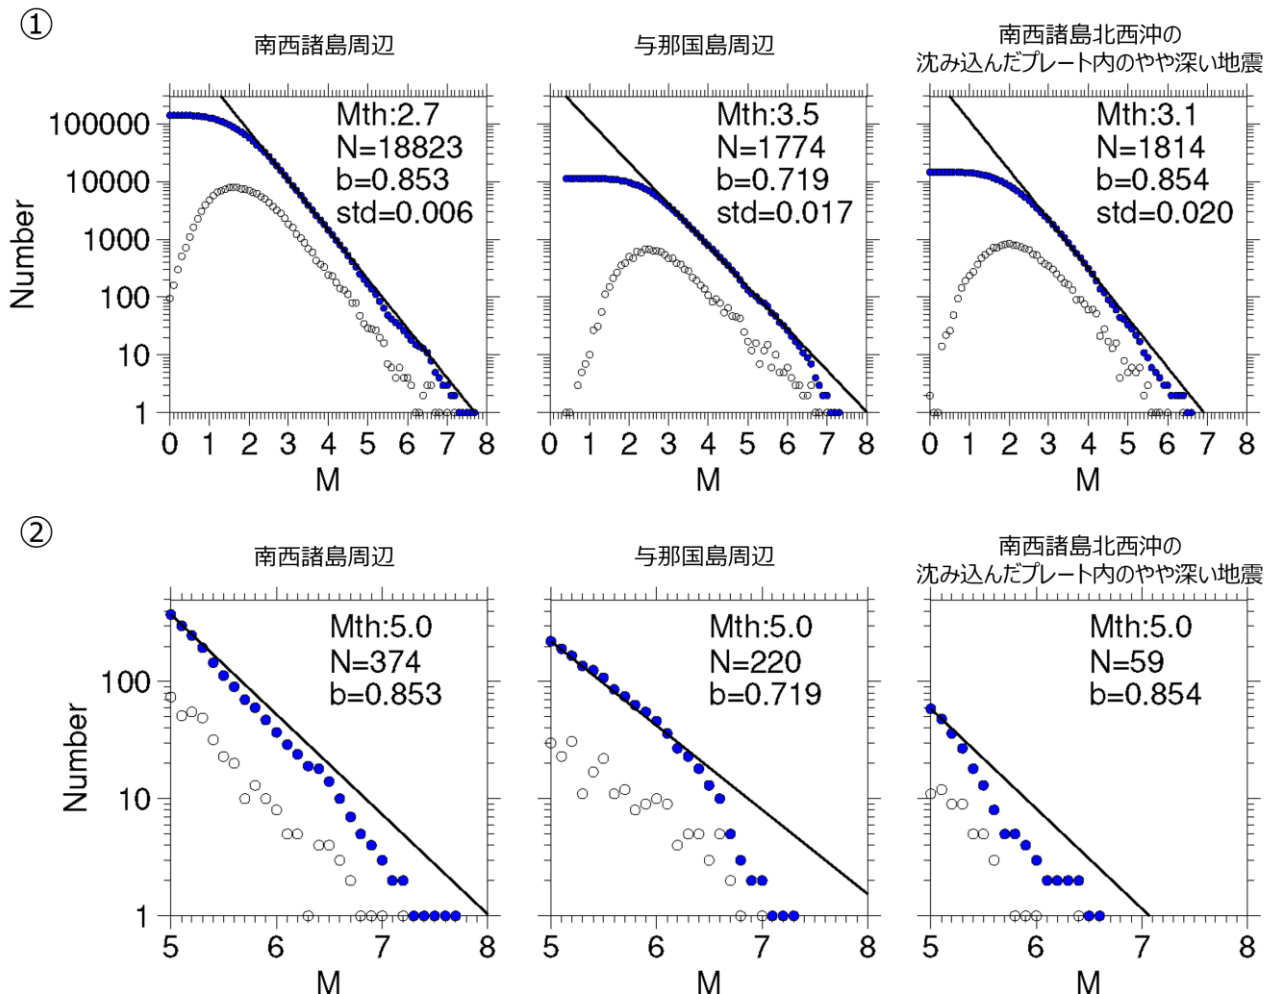 ①
南西諸島周辺
与那国島周辺
南西諸島北西沖の
沈み込んだプレート内のやや深い地震
Mth:2.7
N=18823
b=0.853
std=0.006
Mth:3.5
N=1774
b=0.719
std=0.017
Mth:3.1
N=1814
b=0.854
std=0.020
100000
10000
1000
100
10
1
Number
0 1 2 3 4 5 6 7 8
0 1 2 3 4 5 6 7 8
0 1 2 3 4 5 6 7 8
M
M
M
②
南西諸島周辺
与那国島周辺
南西諸島北西沖の
沈み込んだプレート内のやや深い地震
Mth:5.0
N=374
b=0.853
Mth:5.0
N=220
b=0.719
Mth:5.0
N=59
b=0.854
100
10
1
Number
5 6 7 8
5 6 7 8
5 6 7 8
M
M
M